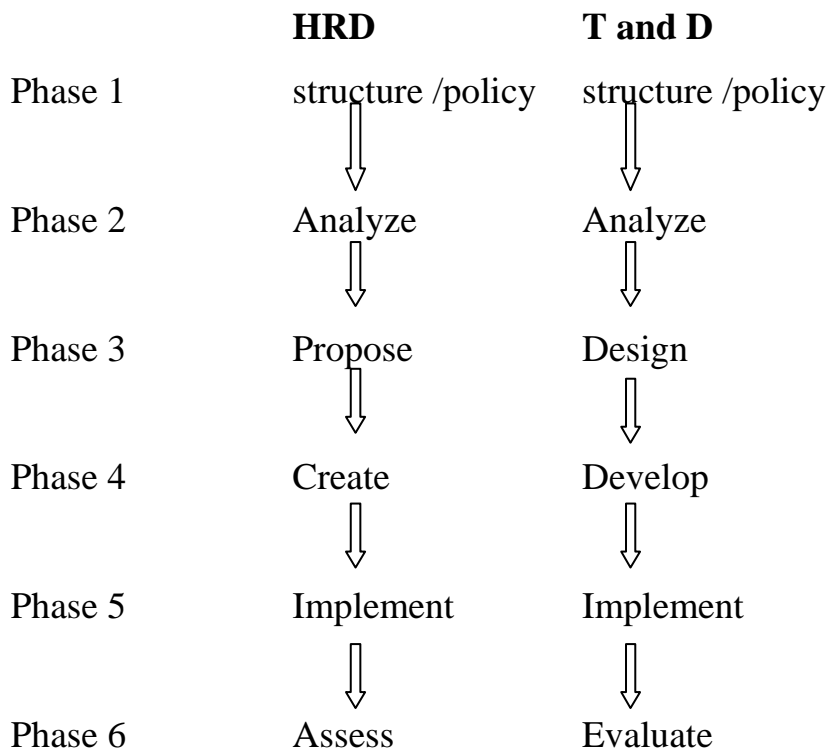 HRD T and D
Phase 1 structure /policy structure /policy
Phase 2 Analyze Analyze
Phase 3 Propose Design
Phase 4 Create Develop
Phase 5 Implement Implement
Phase 6 Assess Evaluate